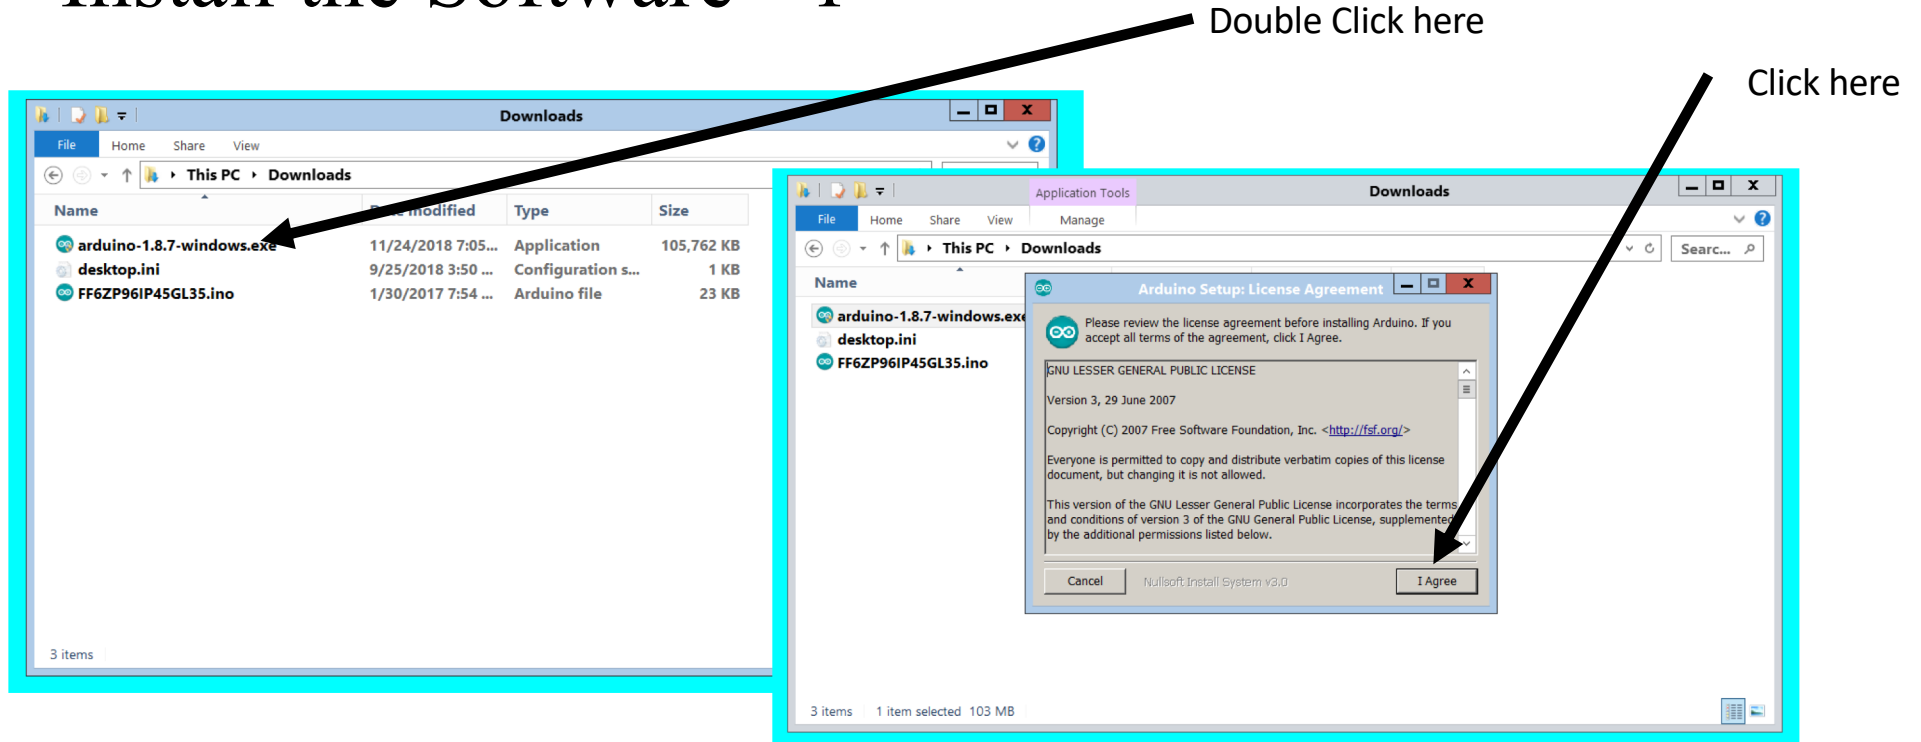 Install the Software - 1
Double Click here
Click here
Downloads
File Home Share View
This PC Downloads
Name Date modified Type Size
arduino-1.8.7-windows.exe 11/24/2018 7:05... Application 105,762 KB
desktop.ini 9/25/2018 3:50 ... Configuration s... 1 KB
FF6ZP96IP45GL35.ino 1/30/2017 7:54 ... Arduino file 23 KB
3 items
Application Tools Downloads
File Home Share View Manage
This PC Downloads Searc...
Name
arduino-1.8.7-windows.exe
desktop.ini
FF6ZP96IP45GL35.ino
Arduino Setup: License Agreement
Please review the license agreement before installing Arduino. If you
accept all terms of the agreement, click I Agree.
GNU LESSER GENERAL PUBLIC LICENSE
Version 3, 29 June 2007
Copyright (C) 2007 Free Software Foundation, Inc. <http://fsf.org/>
Everyone is permitted to copy and distribute verbatim copies of this license
document, but changing it is not allowed.
This version of the GNU Lesser General Public License incorporates the terms
and conditions of version 3 of the GNU General Public License, supplemented
by the additional permissions listed below.
Cancel Nullsoft Install System v3.0 I Agree
3 items 1 item selected 103 MB